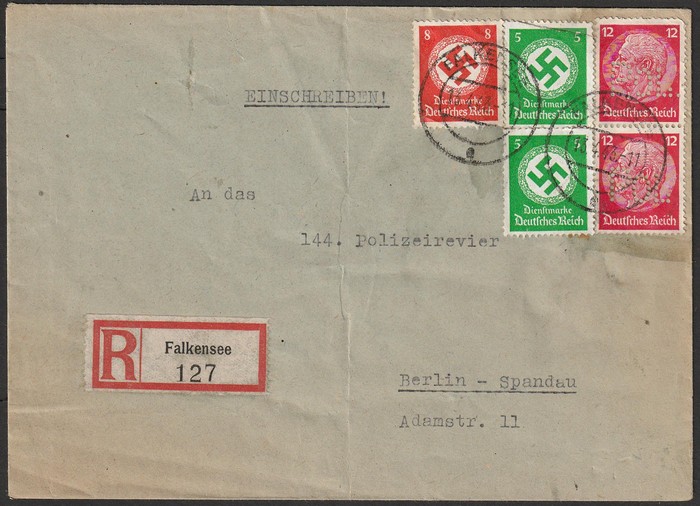 8 8
Dienstmarke
Deutsches Reich
5 5
Dienstmarke
Deutsches Reich
12 12
Deutsches Reich
5 5
Dienstmarke
Deutsches Reich
12 12
Deutsches Reich
EINSCHREIBEN!
An das
144. Polizeirevier
R
Falkensee
127
Berlin - Spandau
Adamstr. 11